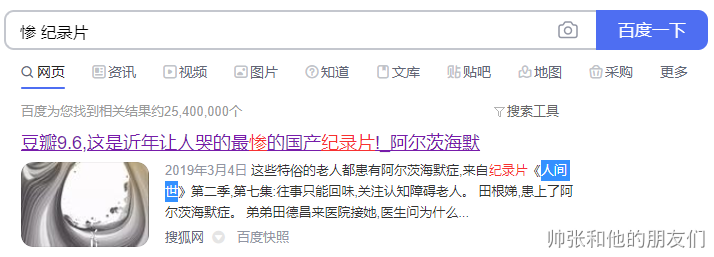 惨 纪录片
百度一下
网页 资讯 视频 图片 知道 文库 贴吧 地图 采购 更多
百度为您找到相关结果约25,400,000个 搜索工具
豆瓣9.6,这是近年让人哭的最惨的国产纪录片!_阿尔茨海默
2019年3月4日 这些特俗的老人都患有阿尔茨海默症,来自纪录片《人间
世》第二季,第七集:往事只能回味,关注认知障碍老人。 田根娣,患上了阿
尔茨海默症。 弟弟田德昌来医院接她,医生问为什么...
搜狐网 百度快照
帅张和他的朋友们